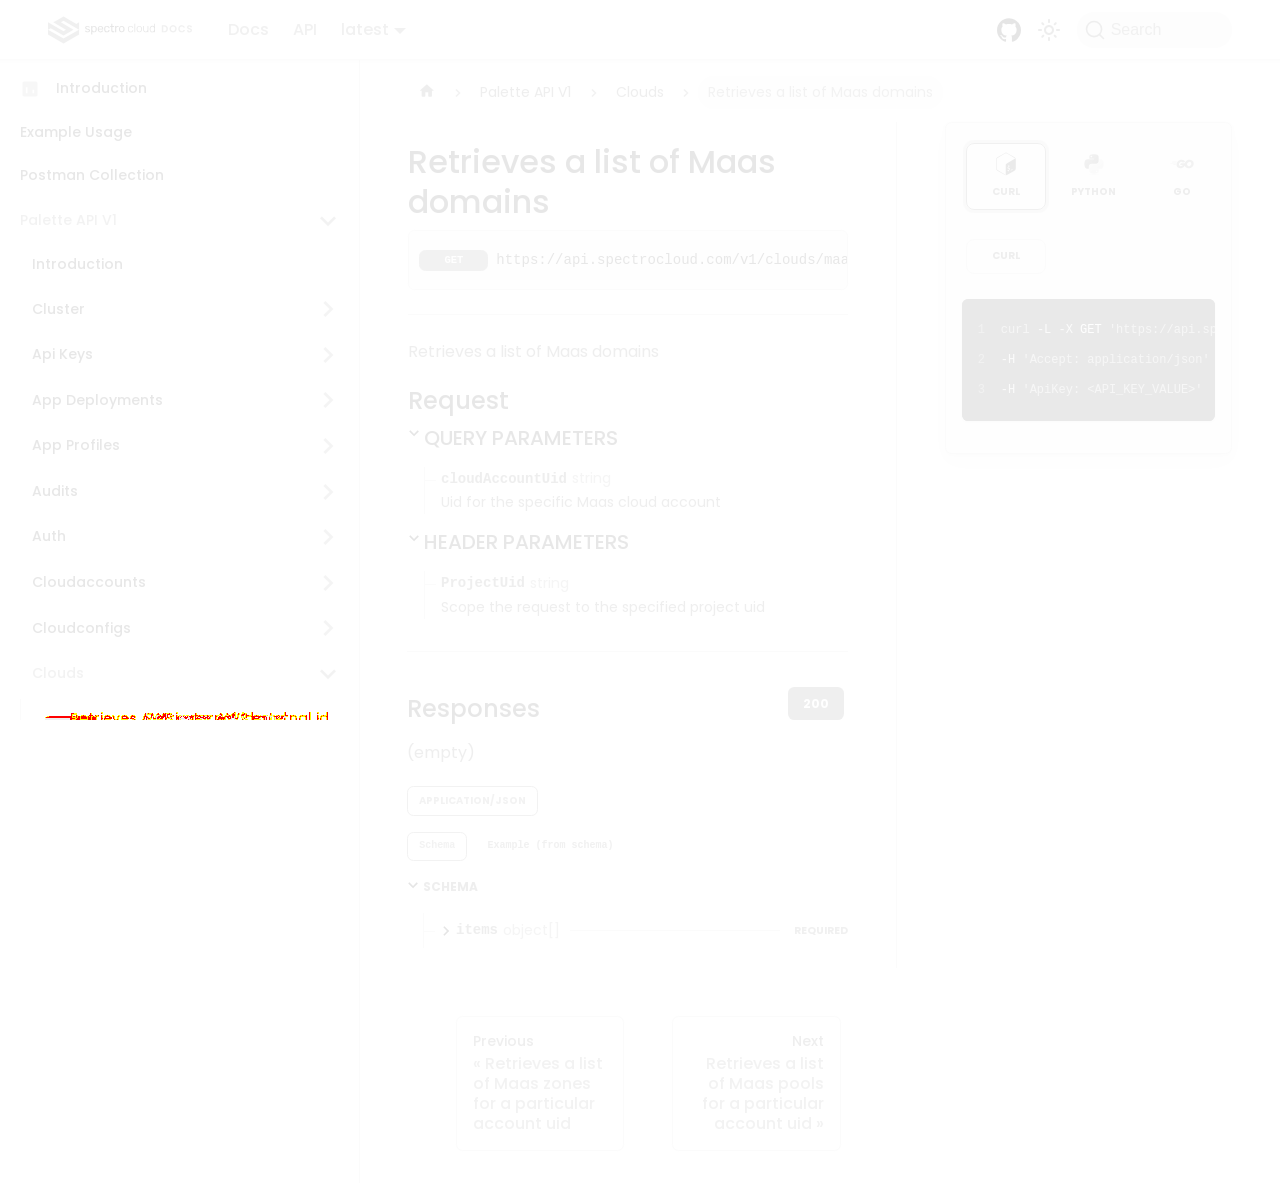 spectro cloud DOCS
Docs API latest
Search
Introduction
Example Usage
Postman Collection
Palette API V1
Introduction
Cluster
Api Keys
App Deployments
App Profiles
Audits
Auth
Cloudaccounts
Cloudconfigs
Clouds
Palette API V1 Clouds Retrieves a list of Maas domains
Retrieves a list of Maas
domains
GET https://api.spectrocloud.com/v1/clouds/maa
Retrieves a list of Maas domains
Request
QUERY PARAMETERS
cloudAccountUid string
Uid for the specific Maas cloud account
HEADER PARAMETERS
ProjectUid string
Scope the request to the specified project uid
Responses
200
(empty)
APPLICATION/JSON
Schema Example (from schema)
SCHEMA
items object[] REQUIRED
Previous
« Retrieves a list
of Maas zones
for a particular
account uid
Next
Retrieves a list
of Maas pools
for a particular
account uid »
CURL PYTHON GO
CURL
1 curl -L -X GET 'https://api.sp
2 -H 'Accept: application/json'
3 -H 'ApiKey: <API_KEY_VALUE>'